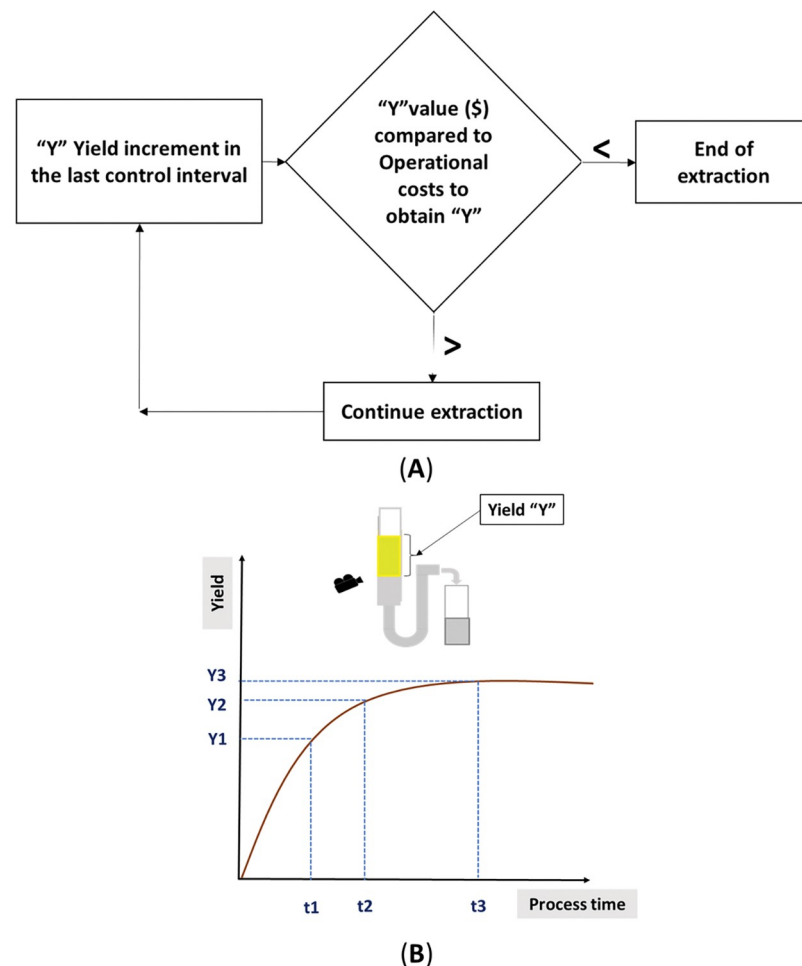 “Y” Yield increment in
the last control interval
“Y”value ($)
compared to
Operational
costs to
obtain “Y”
<
End of
extraction
>
Continue extraction
(A)
Yield “Y”
Yield
Y3
Y2
Y1
t1
t2
t3
Process time
(B)